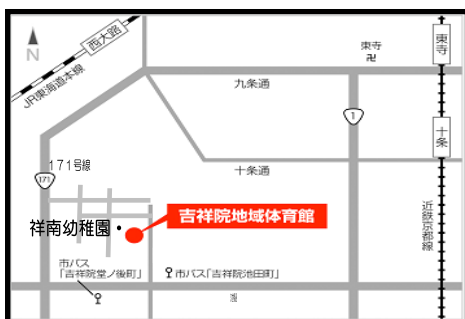 N
西大路
JR東海道本線
東寺
卍
東寺
九条通
1
十条
171号線
171
十条通
近鉄京都線
吉祥院地域体育館
祥南幼稚園
市バス
「吉祥院堂ノ後町」
市バス「吉祥院池田町」